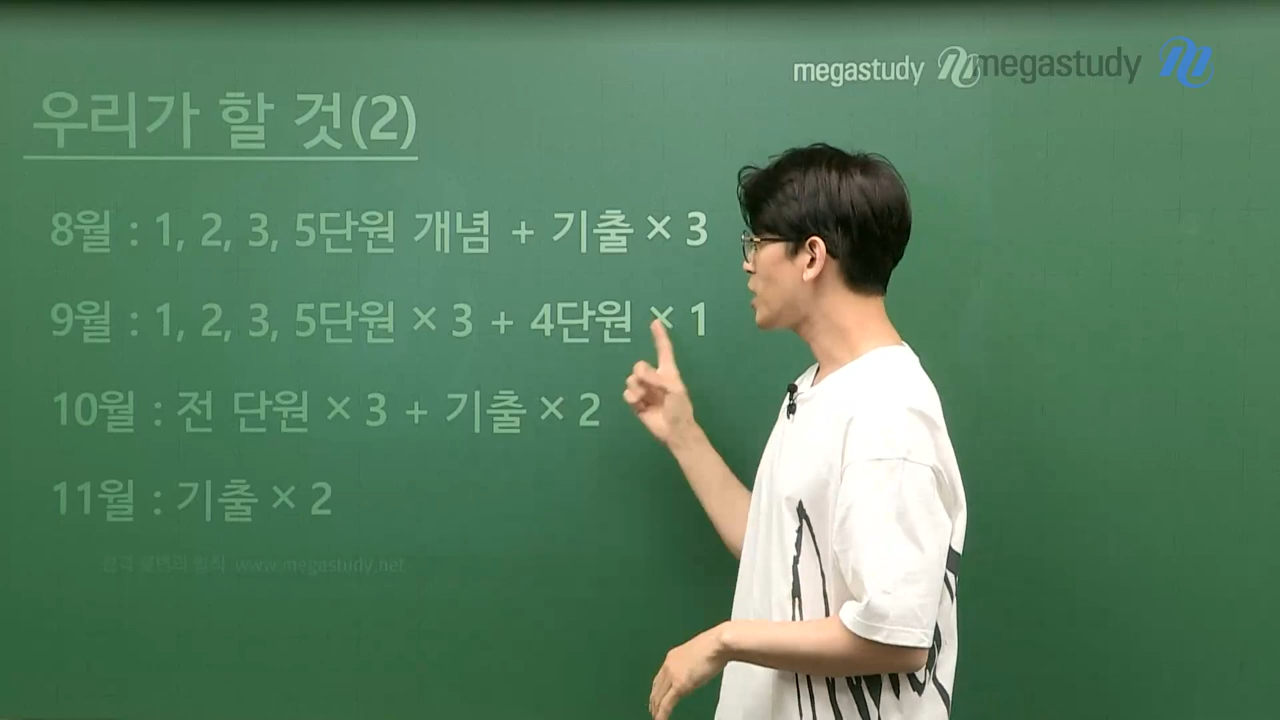 megastudy megastudy
우리가 할 것(2)
8월 : 1, 2, 3, 5단원 개념 + 기출 × 3
9월 : 1, 2, 3, 5단원 × 3 + 4단원 × 1
10월 : 전 단원 × 3 + 기출 × 2
11월 : 기출 × 2
www.megastudy.net